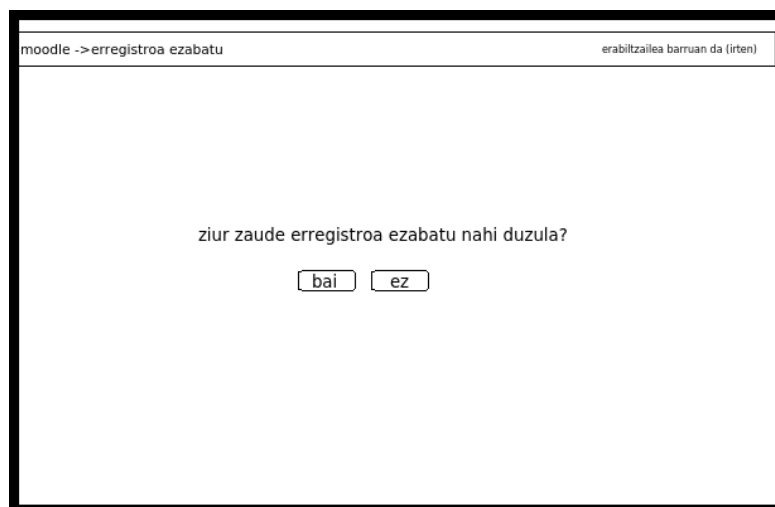 moodle ->erregistroa ezabatu erabiltzailea barruan da (irten)
ziur zaude erregistroa ezabatu nahi duzula?
bai ez